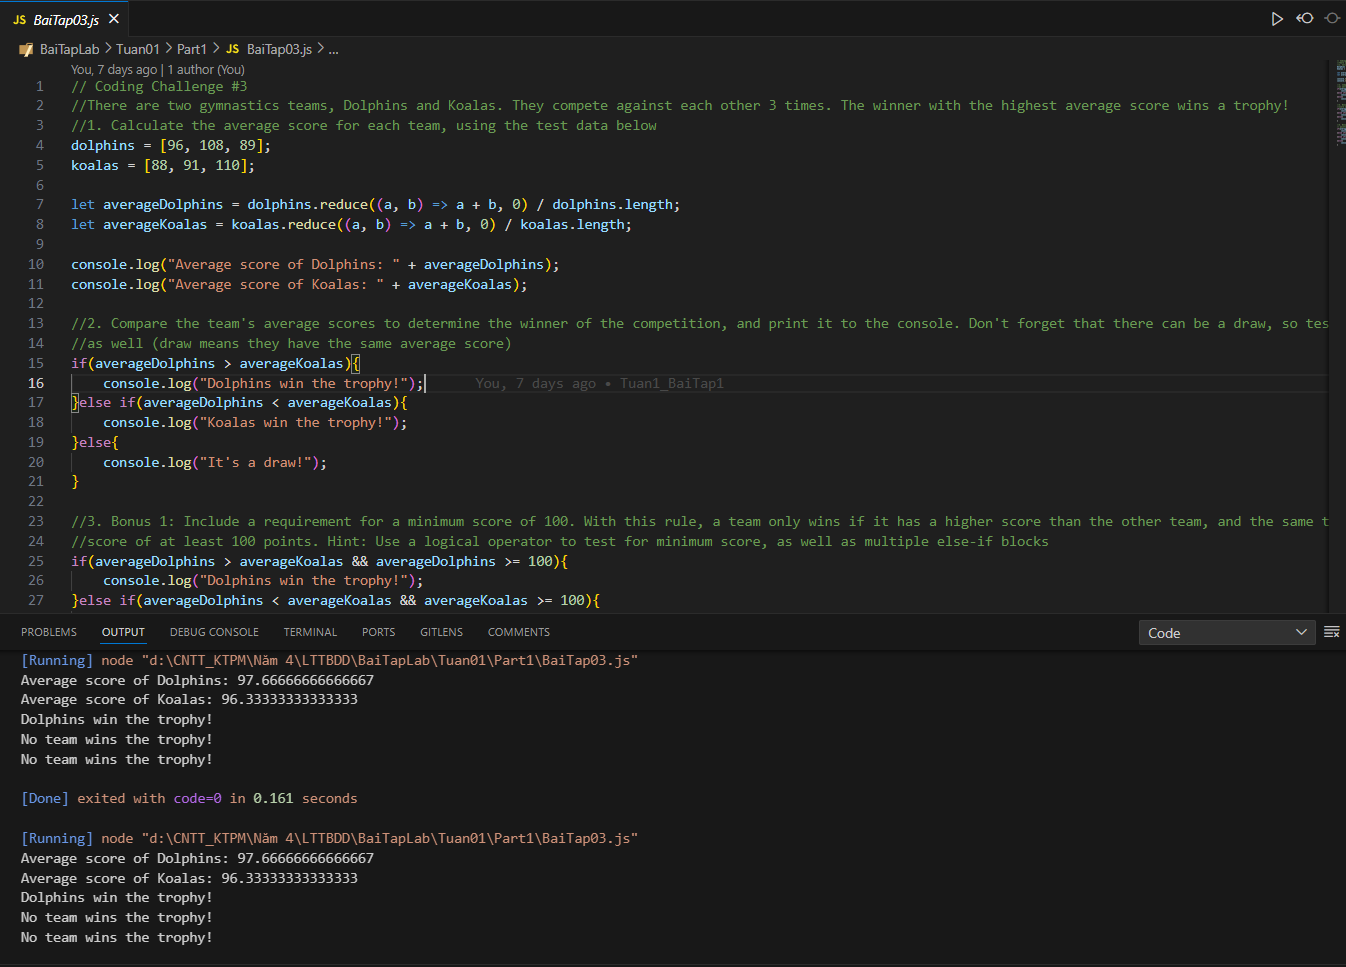 JS BaiTap03.js
BaiTapLab > Tuan01 > Part1 > JS BaiTap03.js > ...
You, 7 days ago | 1 author (You)
1 // Coding Challenge #3
2 //There are two gymnastics teams, Dolphins and Koalas. They compete against each other 3 times. The winner with the highest average score wins a trophy!
3 //1. Calculate the average score for each team, using the test data below
4 dolphins = [96, 108, 89];
5 koalas = [88, 91, 110];
6
7 let averageDolphins = dolphins.reduce((a, b) => a + b, 0) / dolphins.length;
8 let averageKoalas = koalas.reduce((a, b) => a + b, 0) / koalas.length;
9
10 console.log("Average score of Dolphins: " + averageDolphins);
11 console.log("Average score of Koalas: " + averageKoalas);
12
13 //2. Compare the team's average scores to determine the winner of the competition, and print it to the console. Don't forget that there can be a draw, so tes
14 //as well (draw means they have the same average score)
15 if(averageDolphins > averageKoalas){
16 console.log("Dolphins win the trophy!"); You, 7 days ago • Tuan1_BaiTap1
17 }else if(averageDolphins < averageKoalas){
18 console.log("Koalas win the trophy!");
19 }else{
20 console.log("It's a draw!");
21 }
22
23 //3. Bonus 1: Include a requirement for a minimum score of 100. With this rule, a team only wins if it has a higher score than the other team, and the same t
24 //score of at least 100 points. Hint: Use a logical operator to test for minimum score, as well as multiple else-if blocks
25 if(averageDolphins > averageKoalas && averageDolphins >= 100){
26 console.log("Dolphins win the trophy!");
27 }else if(averageDolphins < averageKoalas && averageKoalas >= 100){
PROBLEMS OUTPUT DEBUG CONSOLE TERMINAL PORTS GITLENS COMMENTS Code
[Running] node "d:\CNTT_KTPM\Năm 4\LTTBDD\BaiTapLab\Tuan01\Part1\BaiTap03.js"
Average score of Dolphins: 97.66666666666667
Average score of Koalas: 96.33333333333333
Dolphins win the trophy!
No team wins the trophy!
No team wins the trophy!
[Done] exited with code=0 in 0.161 seconds
[Running] node "d:\CNTT_KTPM\Năm 4\LTTBDD\BaiTapLab\Tuan01\Part1\BaiTap03.js"
Average score of Dolphins: 97.66666666666667
Average score of Koalas: 96.33333333333333
Dolphins win the trophy!
No team wins the trophy!
No team wins the trophy!